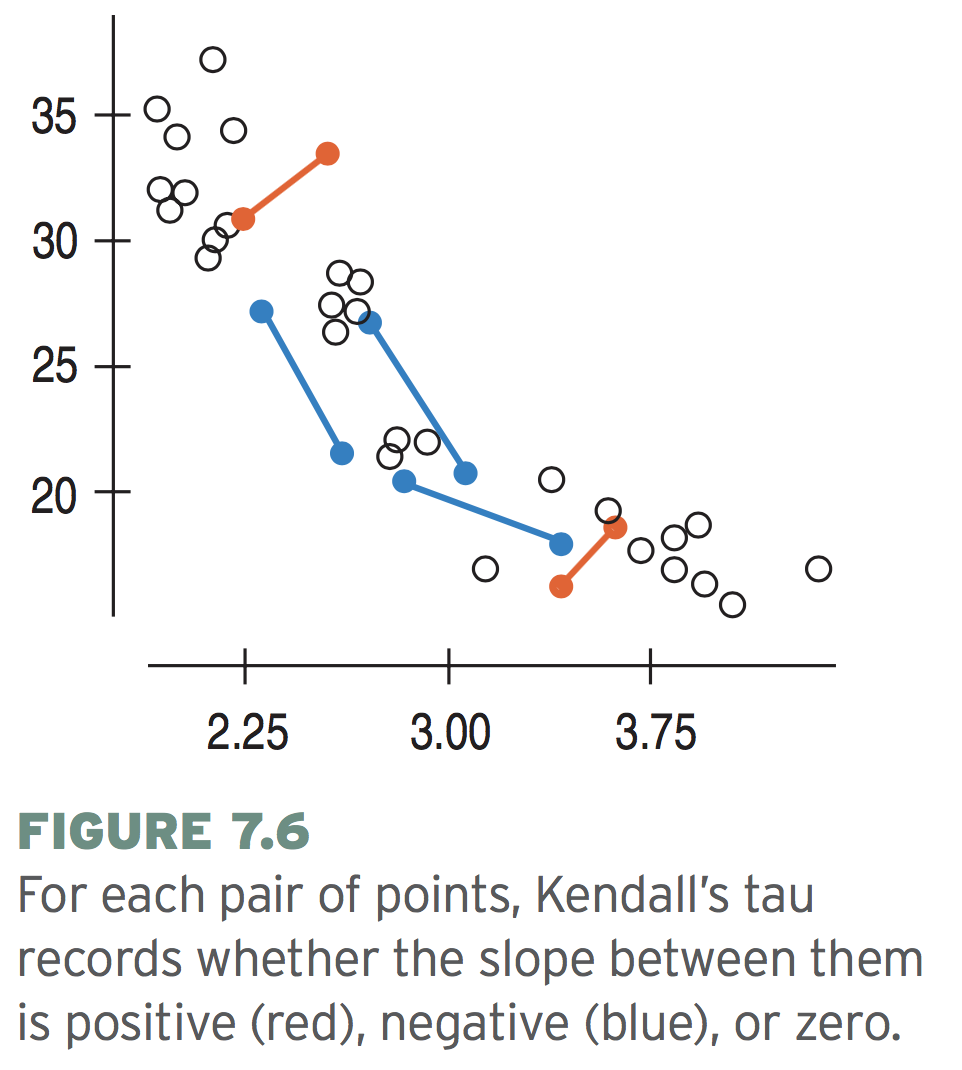 35
30
25
20
2.25 3.00 3.75
FIGURE 7.6
For each pair of points, Kendall’s tau
records whether the slope between them
is positive (red), negative (blue), or zero.